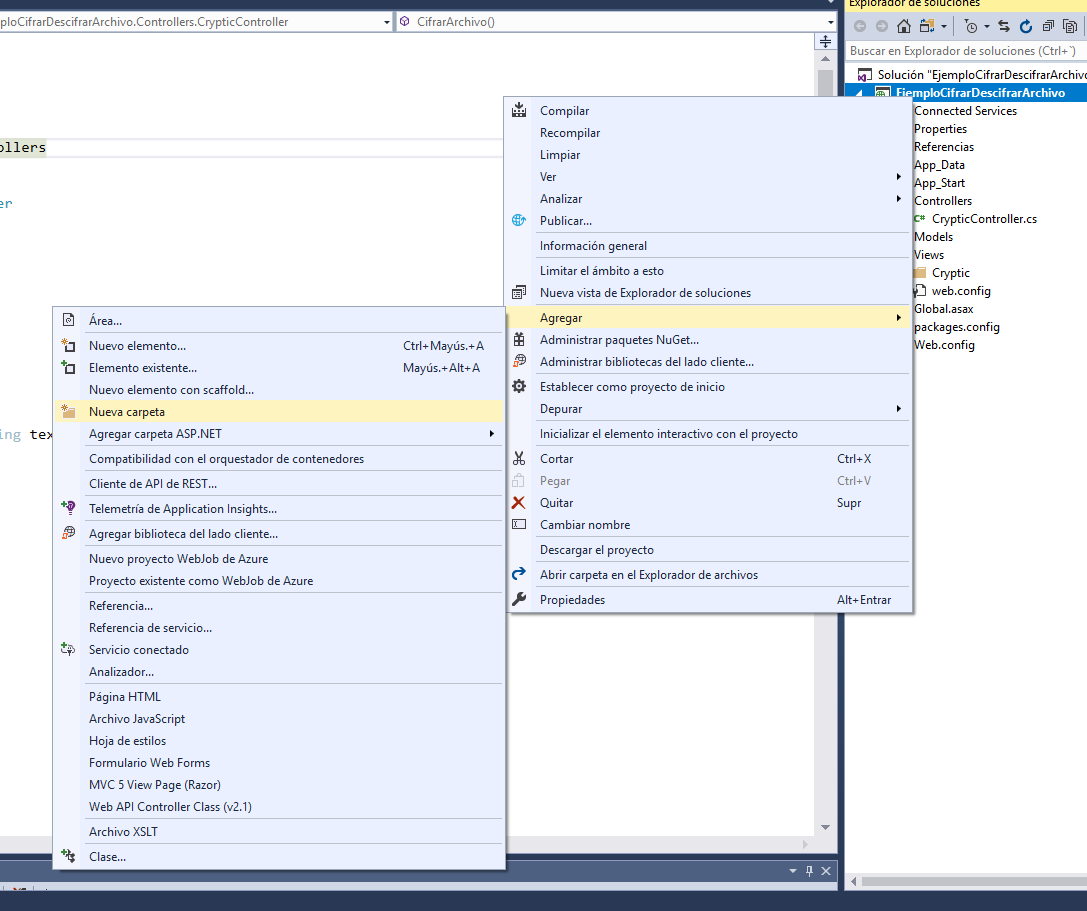 ploCifrarDescifrarArchivo.Controllers.CrypticController
CifrarArchivo()
ollers
er
ing tex
Explorador de soluciones
Buscar en Explorador de soluciones (Ctrl+`)
Solución "EjemploCifrarDescifrarArchivo
EjemploCifrarDescifrarArchivo
Connected Services
Properties
Referencias
App_Data
App_Start
Controllers
C# CrypticController.cs
Models
Views
Cryptic
web.config
Global.asax
packages.config
Web.config
Compilar
Recompilar
Limpiar
Ver
Analizar
Publicar...
Información general
Limitar el ámbito a esto
Nueva vista de Explorador de soluciones
Agregar
Administrar paquetes NuGet...
Administrar bibliotecas del lado cliente...
Establecer como proyecto de inicio
Depurar
Inicializar el elemento interactivo con el proyecto
Cortar Ctrl+X
Pegar Ctrl+V
Quitar Supr
Cambiar nombre
Descargar el proyecto
Abrir carpeta en el Explorador de archivos
Propiedades Alt+Entrar
Área...
Nuevo elemento... Ctrl+Mayús.+A
Elemento existente... Mayús.+Alt+A
Nuevo elemento con scaffold...
Nueva carpeta
Agregar carpeta ASP.NET
Compatibilidad con el orquestador de contenedores
Cliente de API de REST...
Telemetría de Application Insights...
Agregar biblioteca del lado cliente...
Nuevo proyecto WebJob de Azure
Proyecto existente como WebJob de Azure
Referencia...
Referencia de servicio...
Servicio conectado
Analizador...
Página HTML
Archivo JavaScript
Hoja de estilos
Formulario Web Forms
MVC 5 View Page (Razor)
Web API Controller Class (v2.1)
Archivo XSLT
Clase...